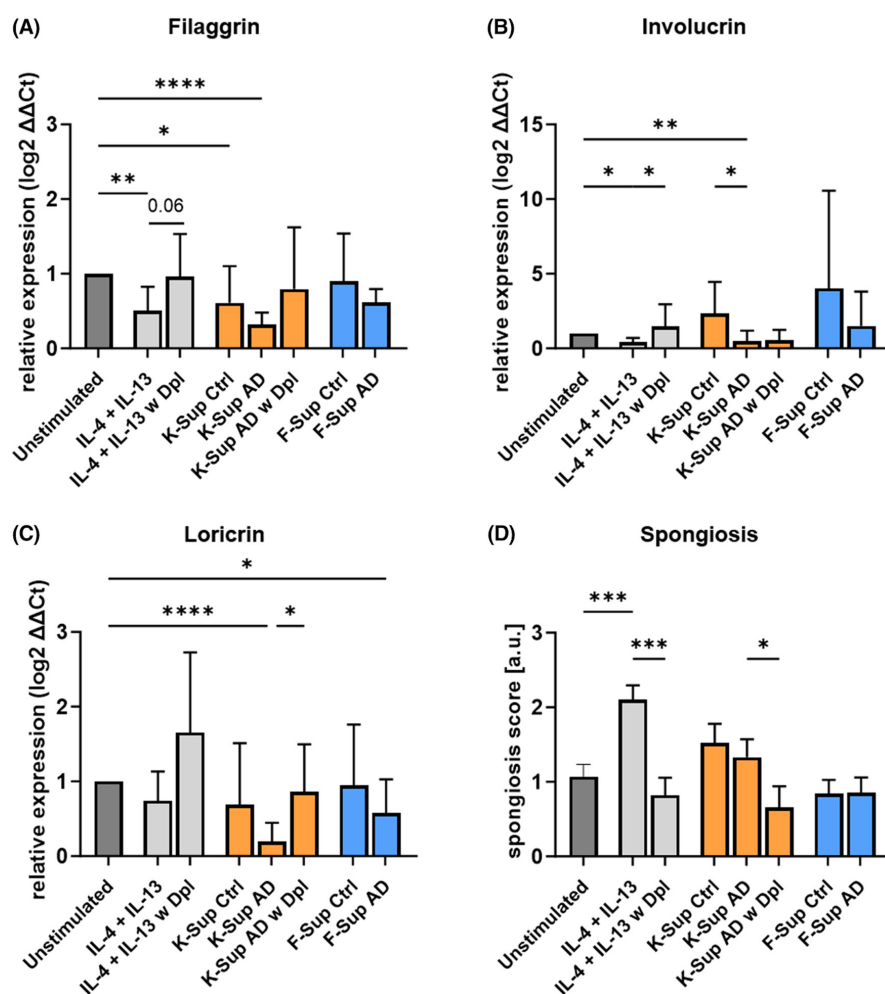 (A)
Filaggrin
relative expression (log2 ΔΔCt)
3
2
1
0
****
*
**
0.06
Unstimulated
IL-4 + IL-13
IL-4 + IL-13 w Dpl
K-Sup Ctrl
K-Sup AD
K-Sup AD w Dpl
F-Sup Ctrl
F-Sup AD
(B)
Involucrin
relative expression (log2 ΔΔCt)
15
10
5
0
**
* * *
Unstimulated
IL-4 + IL-13
IL-4 + IL-13 w Dpl
K-Sup Ctrl
K-Sup AD
K-Sup AD w Dpl
F-Sup Ctrl
F-Sup AD
(C)
Loricrin
relative expression (log2 ΔΔCt)
3
2
1
0
*
**** *
Unstimulated
IL-4 + IL-13
IL-4 + IL-13 w Dpl
K-Sup Ctrl
K-Sup AD
K-Sup AD w Dpl
F-Sup Ctrl
F-Sup AD
(D)
Spongiosis
spongiosis score [a.u.]
3
2
1
0
***
***
*
Unstimulated
IL-4 + IL-13
IL-4 + IL-13 w Dpl
K-Sup Ctrl
K-Sup AD
K-Sup AD w Dpl
F-Sup Ctrl
F-Sup AD